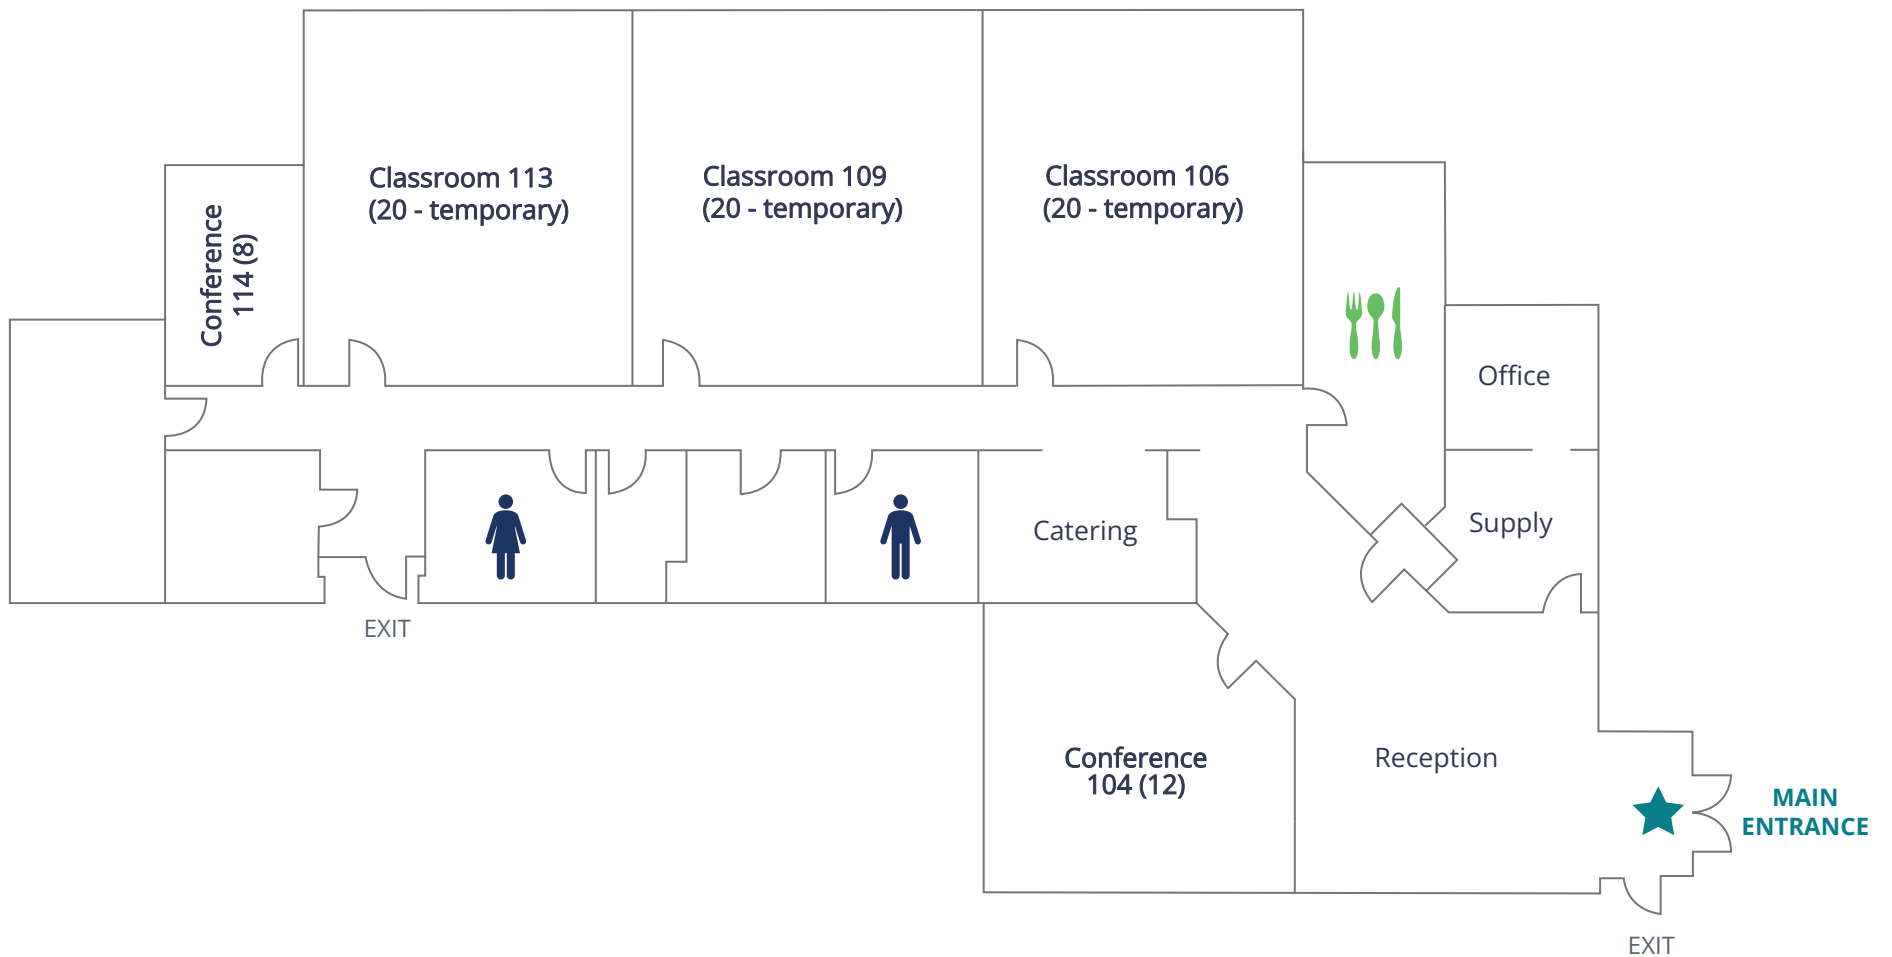 Classroom 113
(20 - temporary)
Classroom 109
(20 - temporary)
Classroom 106
(20 - temporary)
Conference
114 (8)
Office
Supply
Catering
EXIT
Conference
104 (12)
Reception
MAIN
ENTRANCE
EXIT